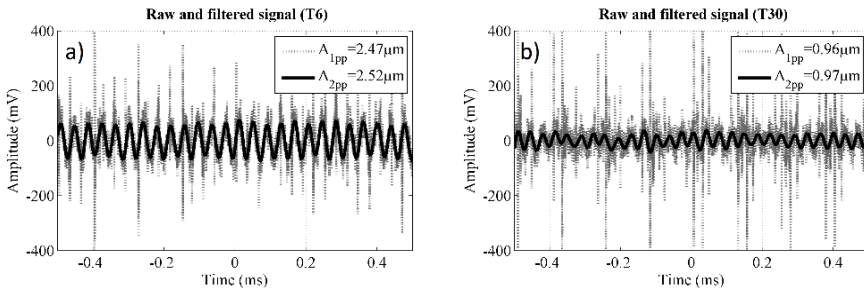 Raw and filtered signal (T6)
a)
A1pp=2.47μm
A2pp=2.52μm
Amplitude (mV)
400
200
0
-200
-400
-0.4
-0.2
0
0.2
0.4
Time (ms)
Raw and filtered signal (T30)
b)
A1pp=0.96μm
A2pp=0.97μm
Amplitude (mV)
400
200
0
-200
-400
-0.4
-0.2
0
0.2
0.4
Time (ms)